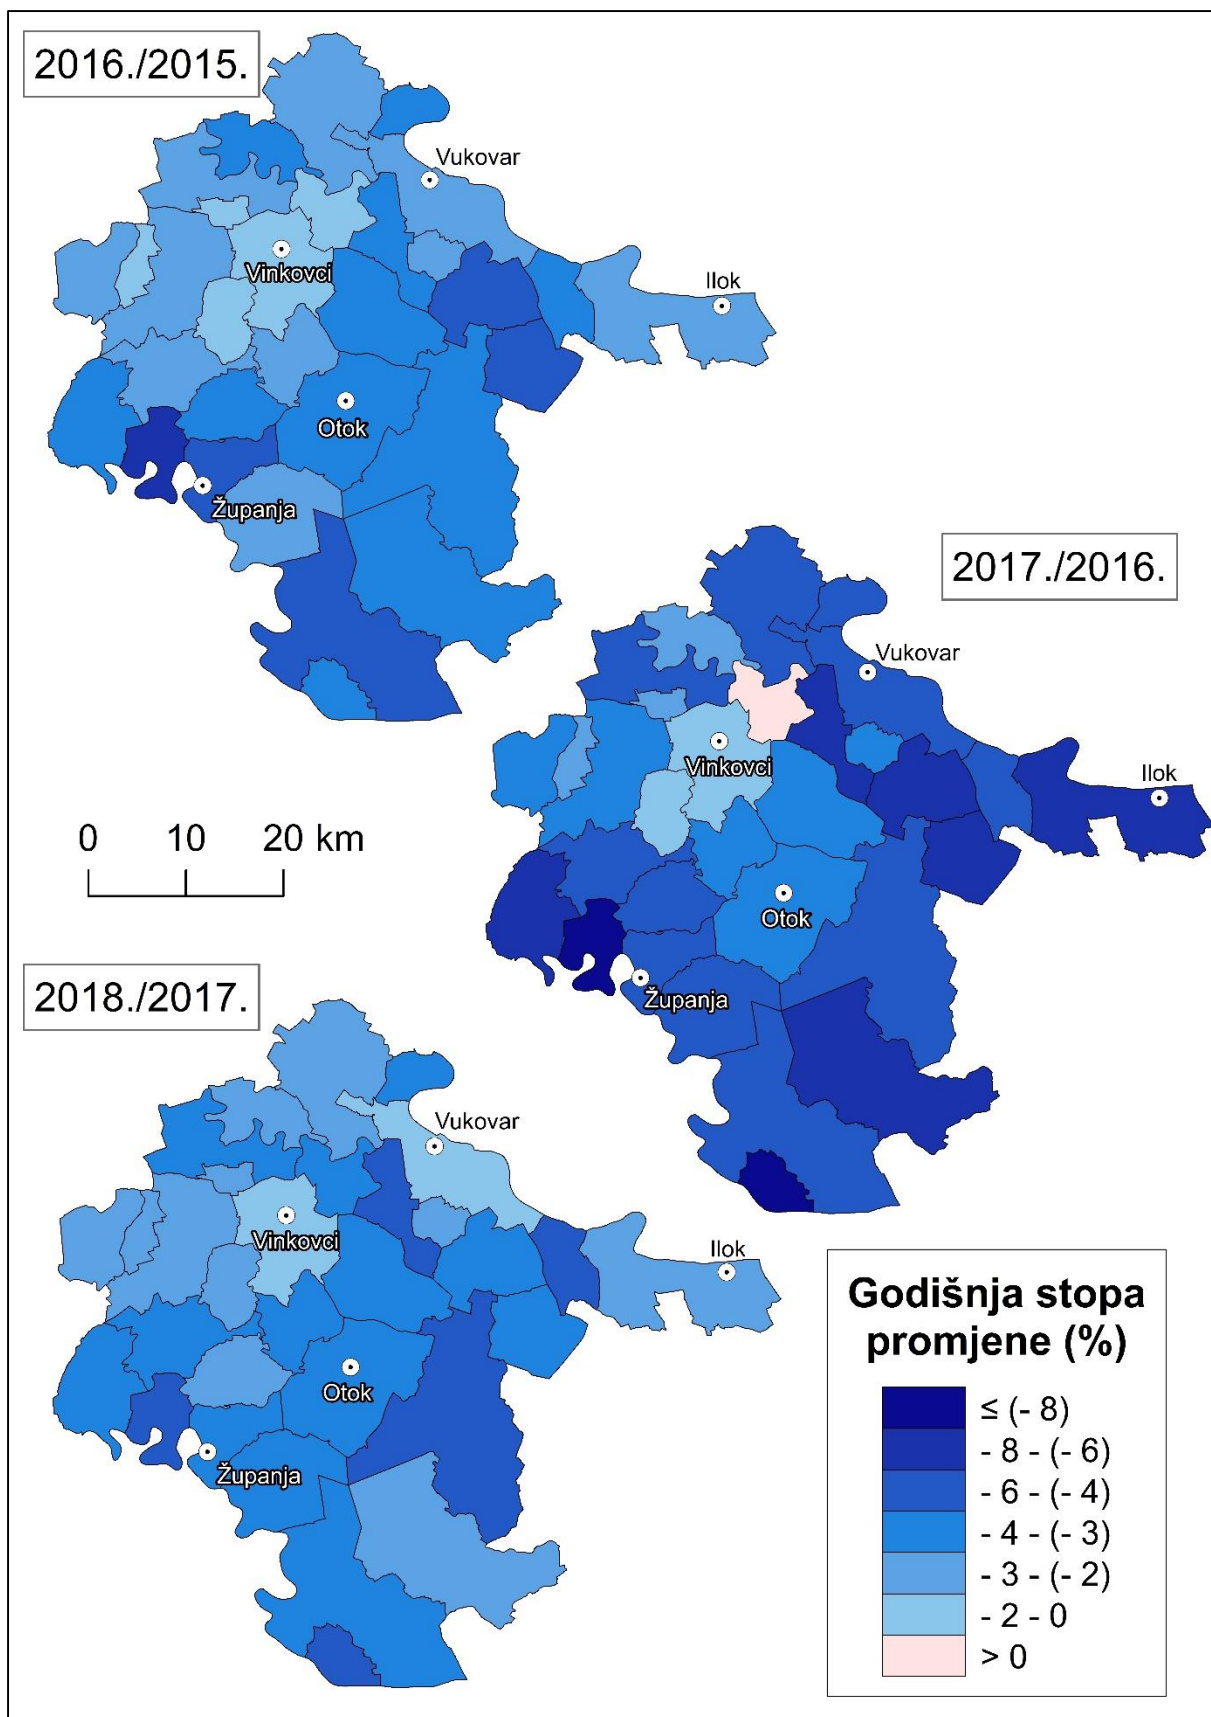 2016./2015.
Vukovar
Vinkovci
Ilok
Otok
Županja
2017./2016.
Vukovar
Vinkovci
Ilok
Otok
Županja
0 10 20 km
2018./2017.
Vukovar
Vinkovci
Ilok
Otok
Županja
Godišnja stopa
promjene (%)
≤ (- 8)
- 8 - (- 6)
- 6 - (- 4)
- 4 - (- 3)
- 3 - (- 2)
- 2 - 0
> 0